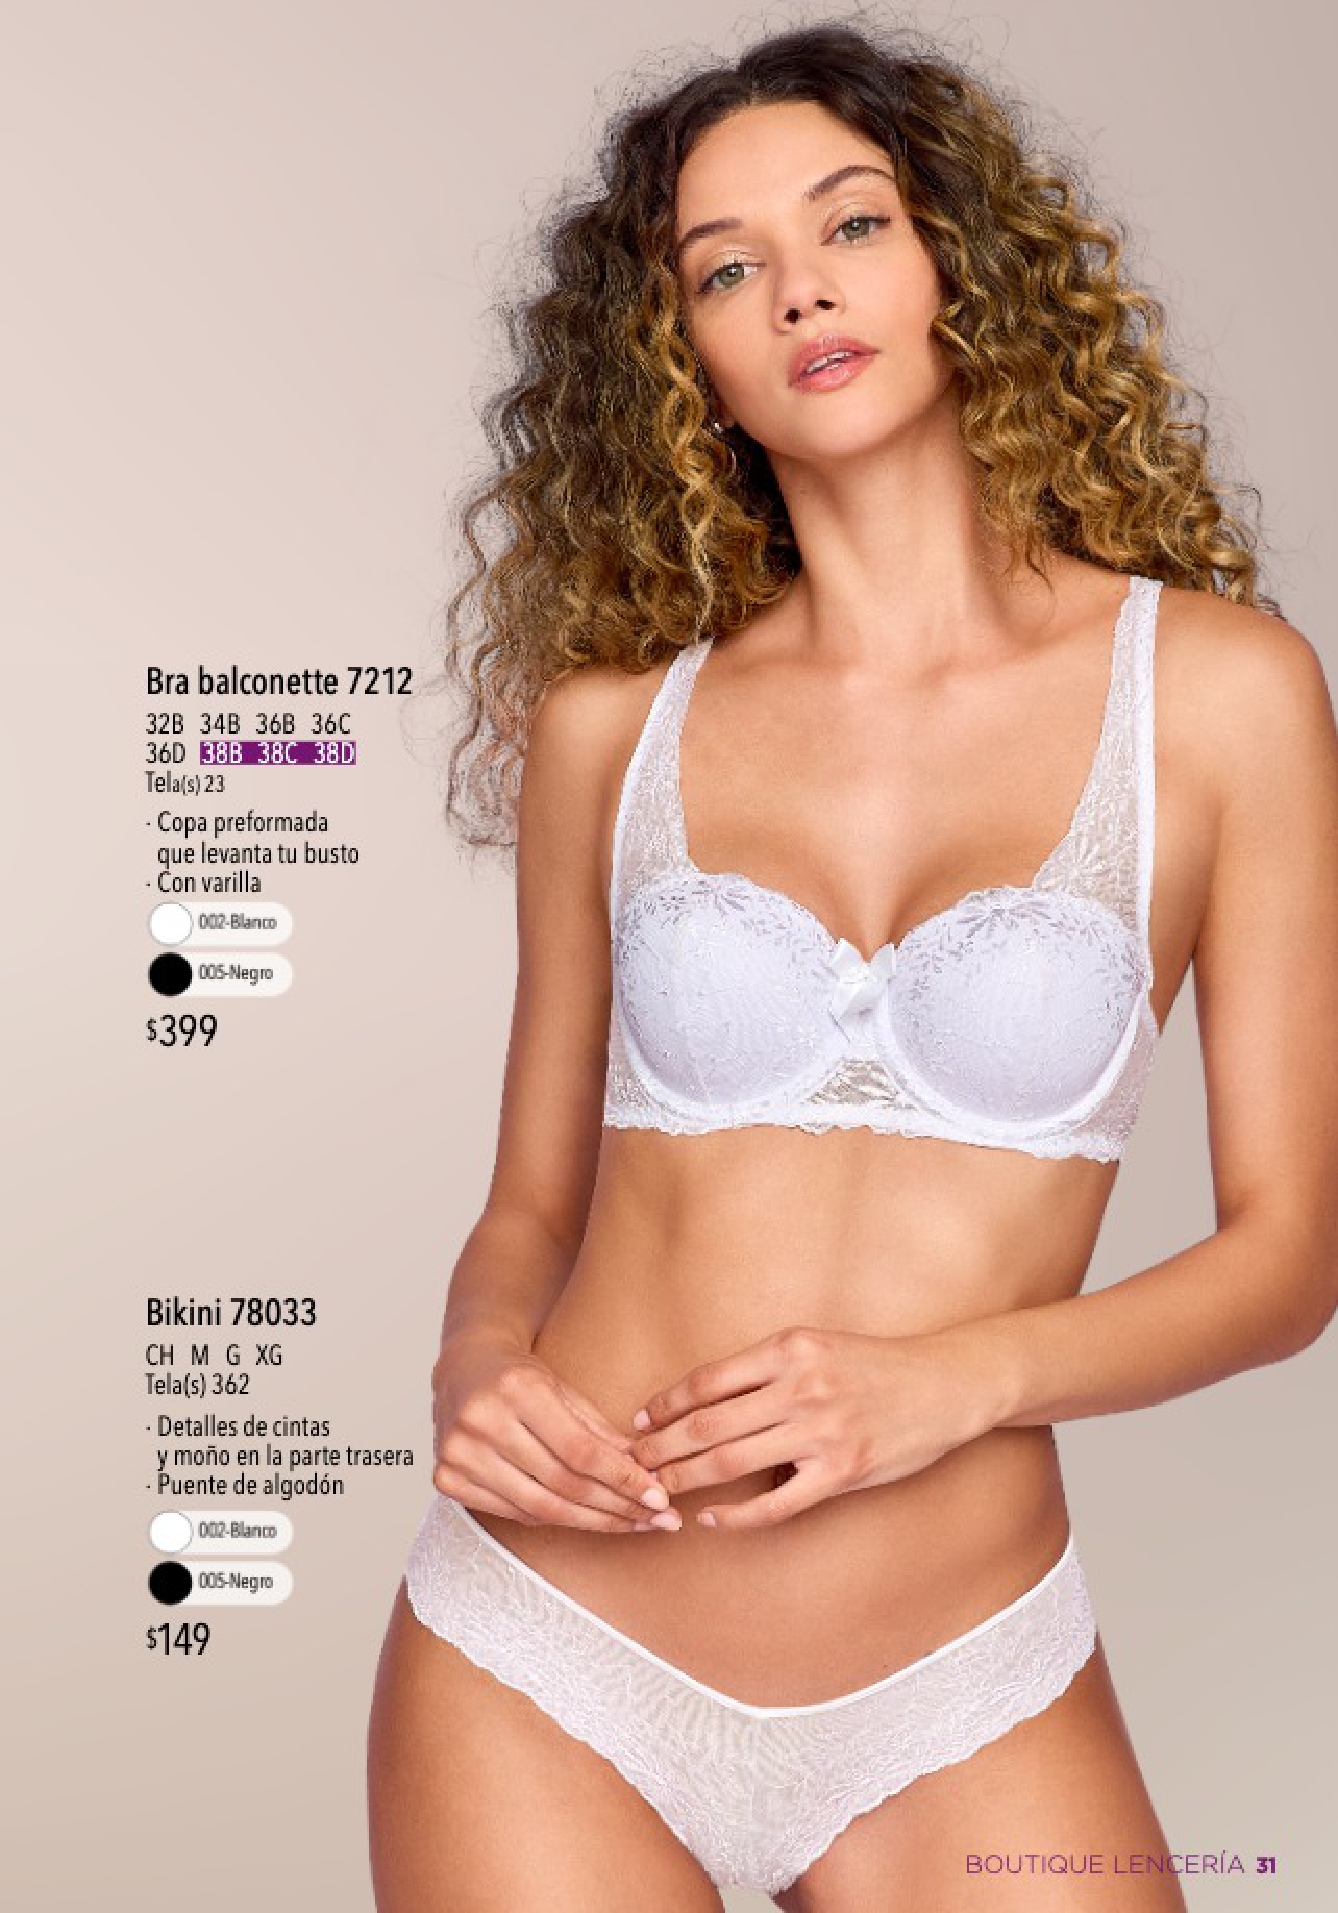 Bra balconette 7212
32B 34B 36B 36C
36D 38B 38C 38D
Tela(s) 23
· Copa preformada
que levanta tu busto
· Con varilla
002-Blanco
005-Negro
$399
Bikini 78033
CH M G XG
Tela(s) 362
· Detalles de cintas
y moño en la parte trasera
· Puente de algodón
002-Blanco
005-Negro
$149
BOUTIQUE LENCERÍA 31